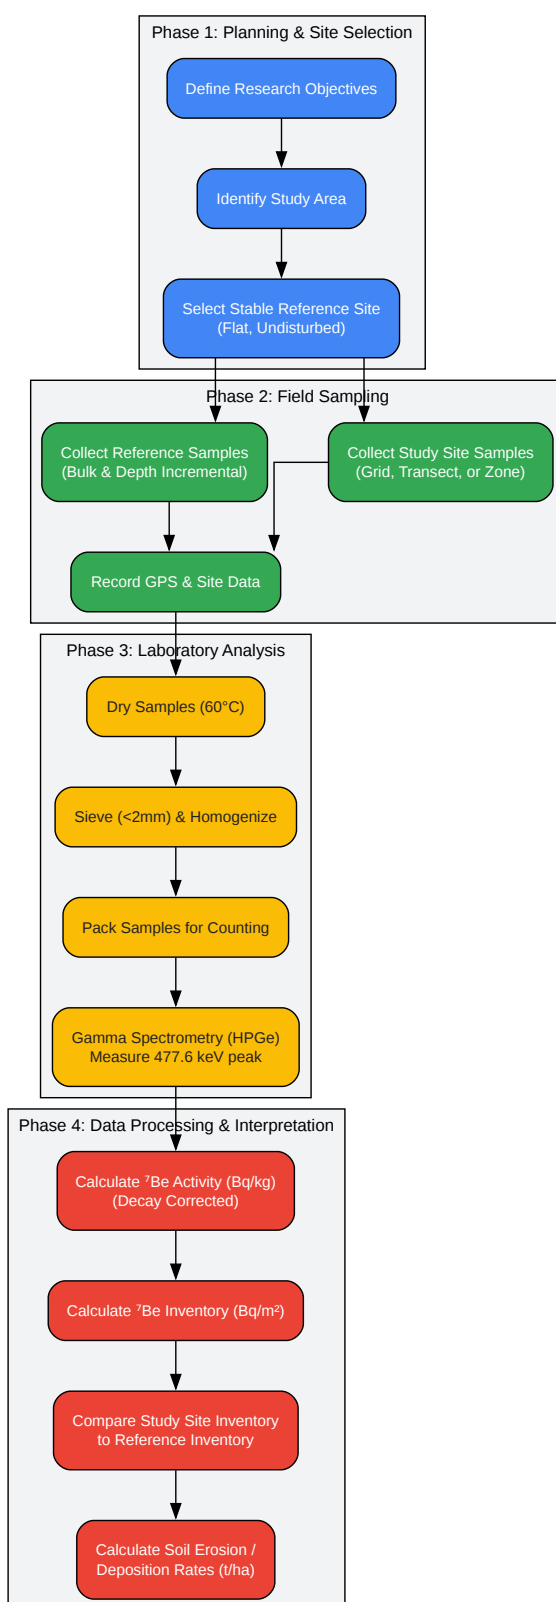 Phase 1: Planning & Site Selection
Define Research Objectives
Identify Study Area
Select Stable Reference Site
(Flat, Undisturbed)
Phase 2: Field Sampling
Collect Reference Samples
(Bulk & Depth Incremental)
Collect Study Site Samples
(Grid, Transect, or Zone)
Record GPS & Site Data
Phase 3: Laboratory Analysis
Dry Samples (60°C)
Sieve (<2mm) & Homogenize
Pack Samples for Counting
Gamma Spectrometry (HPGe)
Measure 477.6 keV peak
Phase 4: Data Processing & Interpretation
Calculate ⁷Be Activity (Bq/kg)
(Decay Corrected)
Calculate ⁷Be Inventory (Bq/m²)
Compare Study Site Inventory
to Reference Inventory
Calculate Soil Erosion /
Deposition Rates (t/ha)